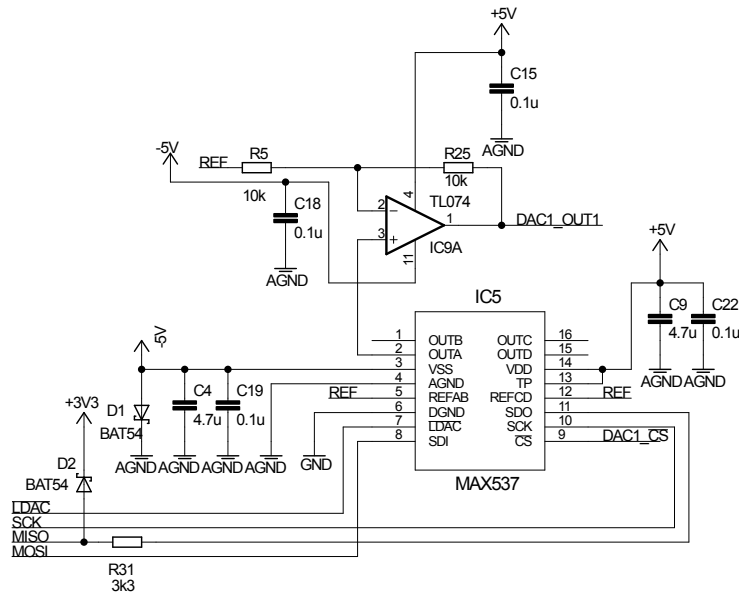 +5V
C15
0.1u
AGND
-5V
REF
R5
10k
R25
10k
C18
0.1u
AGND
4
TL074
2
3
1
11
IC9A
DAC1_OUT1
+5V
C9
4.7u
C22
0.1u
AGND
AGND
IC5
1 OUTB OUTC 16
2 OUTA OUTD 15
3 VSS VDD 14
4 AGND TP 13
REF 5 REFAB REFCD 12 REF
6 DGND SDO 11
7 LDAC SCK 10
8 SDI CS 9 DAC1_CS
MAX537
-5V
D1
BAT54
C4
4.7u
C19
0.1u
AGND
AGND
AGND
AGND
GND
+3V3
D2
BAT54
LDAC
SCK
MISO
MOSI
R31
3k3